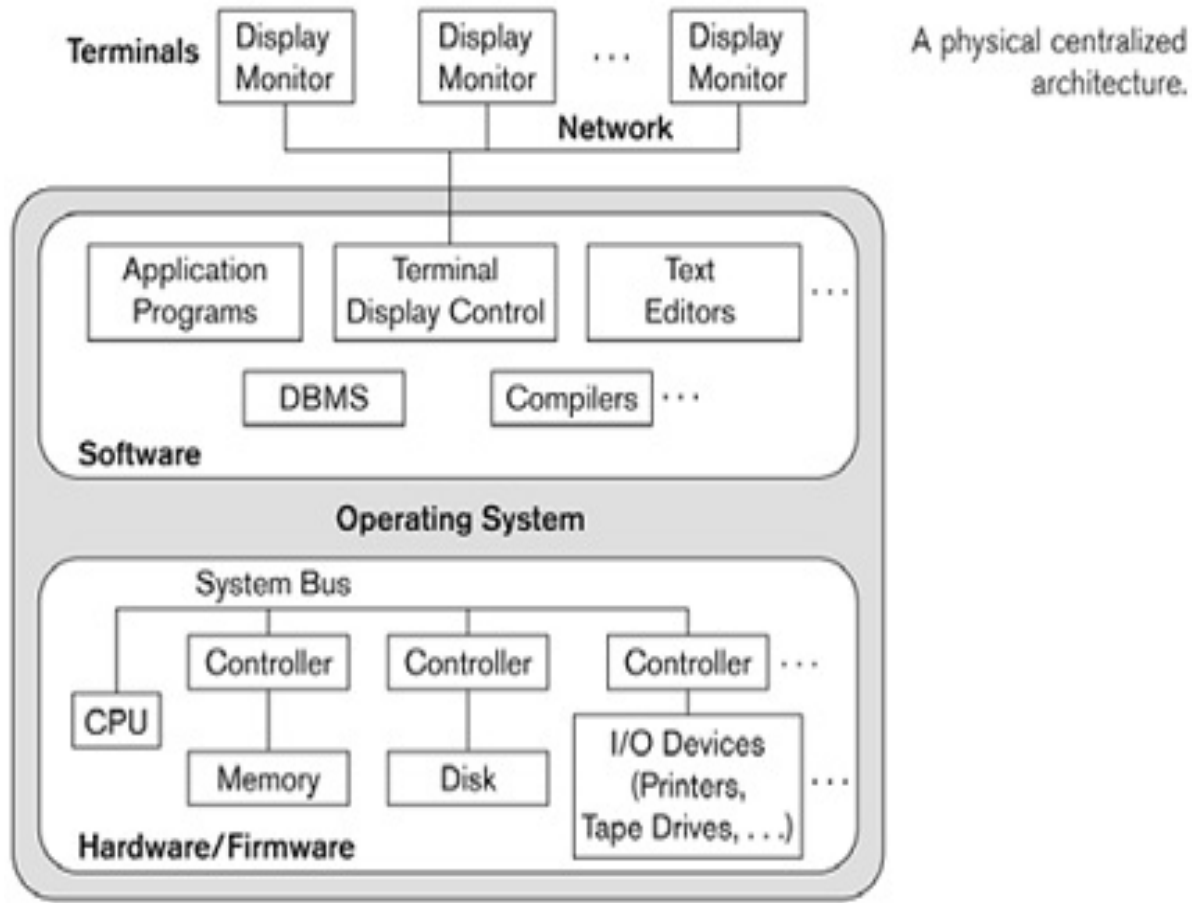 Terminals
Display
Monitor
Display
Monitor
...
Display
Monitor
A physical centralized
architecture.
Network
Application
Programs
Terminal
Display Control
Text
Editors
...
DBMS
Compilers
...
Software
Operating System
System Bus
Controller
Controller
Controller
...
CPU
Memory
Disk
I/O Devices
(Printers,
Tape Drives, . . .)
...
Hardware/Firmware